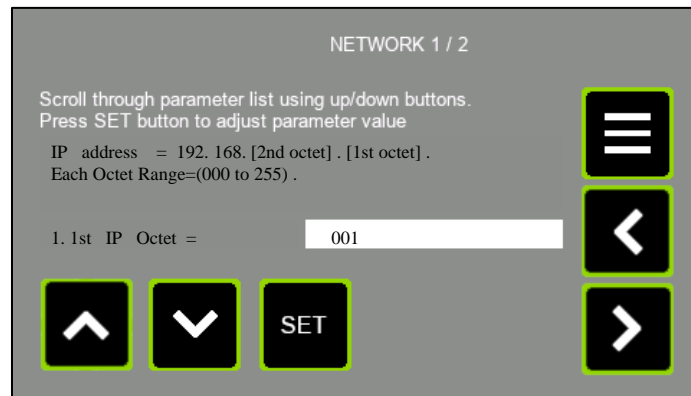 NETWORK 1 / 2
Scroll through parameter list using up/down buttons.
Press SET button to adjust parameter value
IP address = 192. 168. [2nd octet] . [1st octet] .
Each Octet Range=(000 to 255) .
1. 1st IP Octet = 001
SET